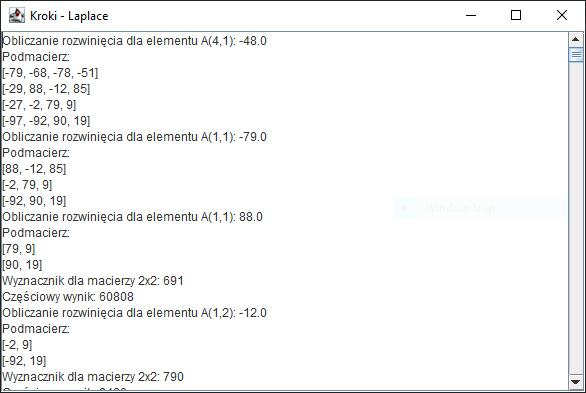 Kroki - Laplace
Obliczanie rozwinięcia dla elementu A(4,1): -48.0
Podmacierz:
[-79, -68, -78, -51]
[-29, 88, -12, 85]
[-27, -2, 79, 9]
[-97, -92, 90, 19]
Obliczanie rozwinięcia dla elementu A(1,1): -79.0
Podmacierz:
[88, -12, 85]
[-2, 79, 9]
[-92, 90, 19]
Obliczanie rozwinięcia dla elementu A(1,1): 88.0
Podmacierz:
[79, 9]
[90, 19]
Wyznacznik dla macierzy 2x2: 691
Częściowy wynik: 60808
Obliczanie rozwinięcia dla elementu A(1,2): -12.0
Podmacierz:
[-2, 9]
[-92, 19]
Wyznacznik dla macierzy 2x2: 790